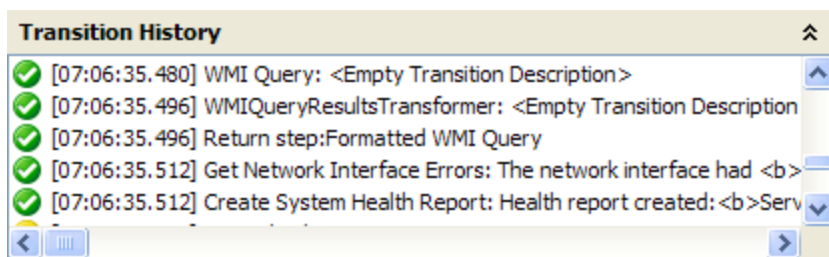 Transition History
[07:06:35.480] WMI Query: <Empty Transition Description>
[07:06:35.496] WMIQueryResultsTransformer: <Empty Transition Description
[07:06:35.496] Return step:Formatted WMI Query
[07:06:35.512] Get Network Interface Errors: The network interface had <b>
[07:06:35.512] Create System Health Report: Health report created:<b>Serv